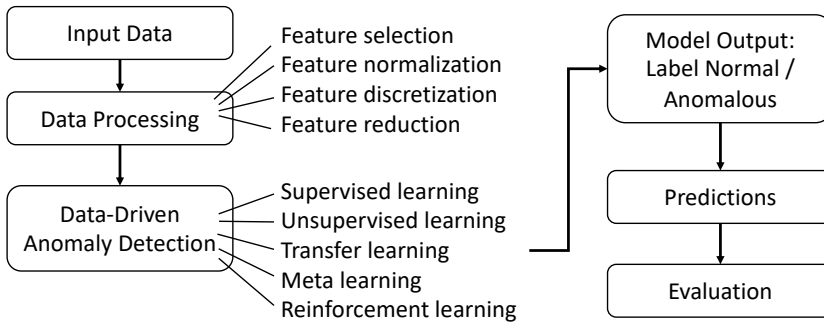 Input Data
Data Processing
Feature selection
Feature normalization
Feature discretization
Feature reduction
Data-Driven
Anomaly Detection
Supervised learning
Unsupervised learning
Transfer learning
Meta learning
Reinforcement learning
Model Output:
Label Normal /
Anomalous
Predictions
Evaluation